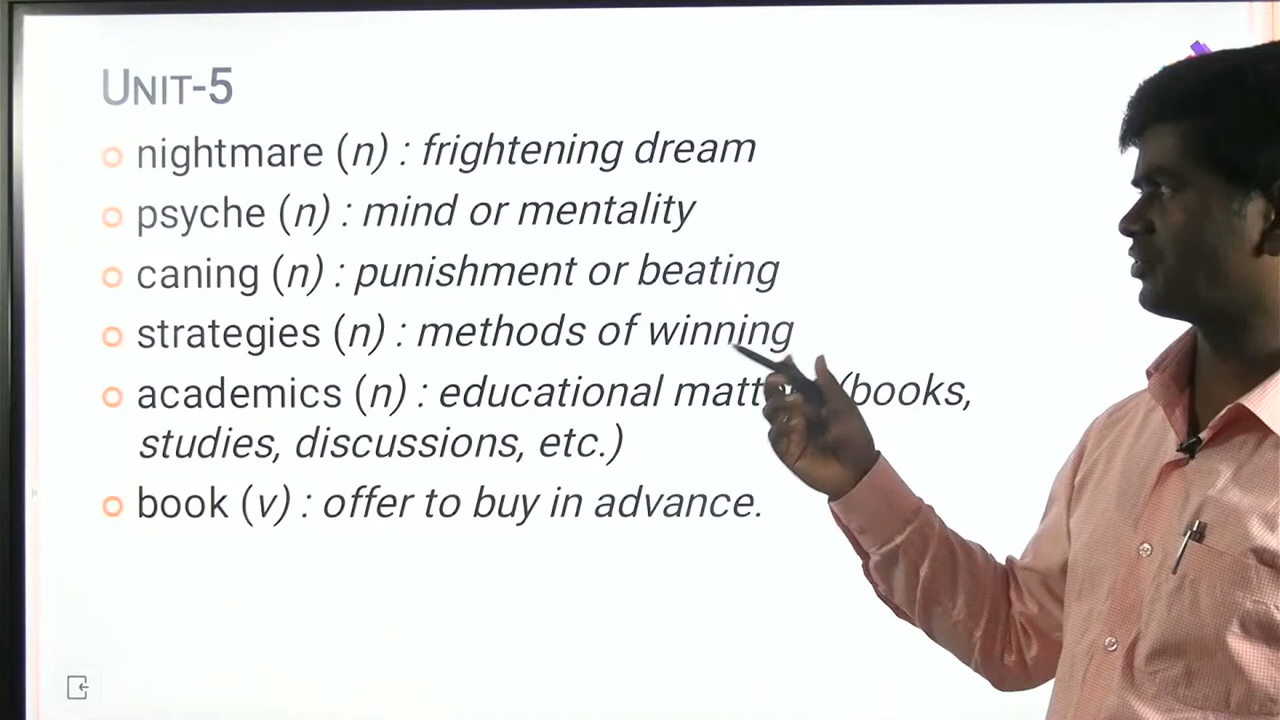 UNIT-5
nightmare (n) : frightening dream
psyche (n) : mind or mentality
caning (n) : punishment or beating
strategies (n) : methods of winning
academics (n) : educational (books,
studies, discussions, etc.)
book (v) : offer to buy in advance.